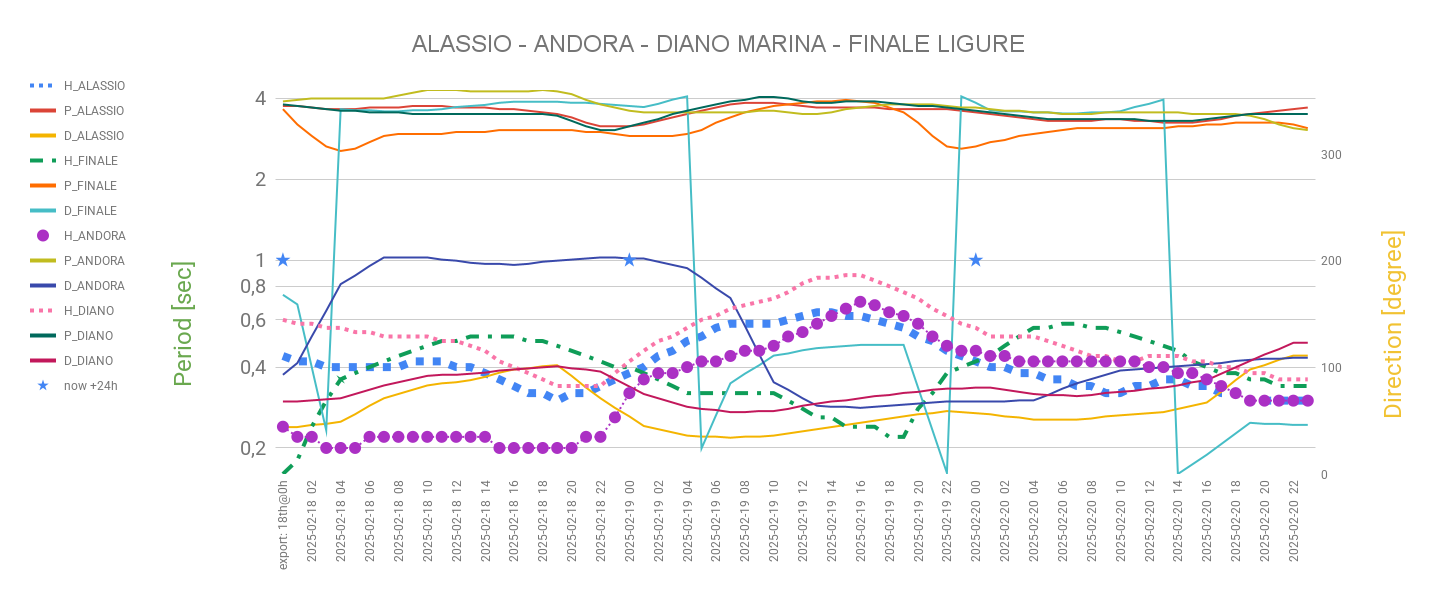 ALASSIO - ANDORA - DIANO MARINA - FINALE LIGURE
H_ALASSIO
P_ALASSIO
D_ALASSIO
H_FINALE
P_FINALE
D_FINALE
H_ANDORA
P_ANDORA
D_ANDORA
H_DIANO
P_DIANO
D_DIANO
now +24h
Period [sec]
4
2
1
0,8
0,6
0,4
0,2
300
200
100
0
Direction [degree]
export: 18th@0h
2025-02-18 02
2025-02-18 04
2025-02-18 06
2025-02-18 08
2025-02-18 10
2025-02-18 12
2025-02-18 14
2025-02-18 16
2025-02-18 18
2025-02-18 20
2025-02-18 22
2025-02-19 00
2025-02-19 02
2025-02-19 04
2025-02-19 06
2025-02-19 08
2025-02-19 10
2025-02-19 12
2025-02-19 14
2025-02-19 16
2025-02-19 18
2025-02-19 20
2025-02-19 22
2025-02-20 00
2025-02-20 02
2025-02-20 04
2025-02-20 06
2025-02-20 08
2025-02-20 10
2025-02-20 12
2025-02-20 14
2025-02-20 16
2025-02-20 18
2025-02-20 20
2025-02-20 22